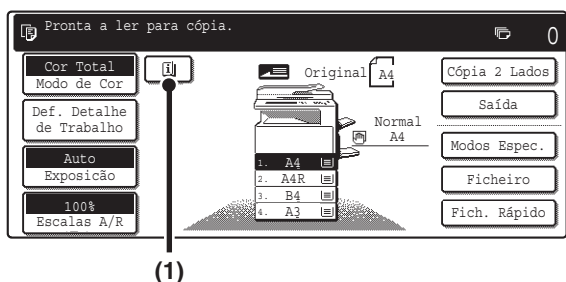 Pronta a ler para cópia.
0
Cor Total
Modo de Cor
Original A4
Cópia 2 Lados
Def. Detalhe
de Trabalho
Saída
Normal
A4
Auto
Exposicão
1. A4
2. A4R
3. B4
4. A3
Modos Espec.
100%
Escalas A/R
Ficheiro
Fich. Rápido
(1)